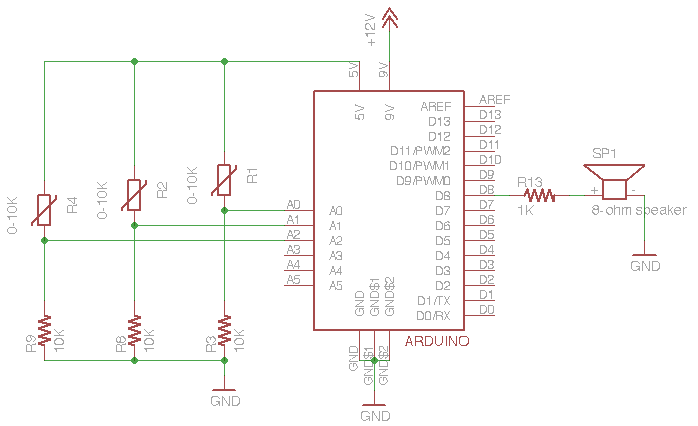 +12V
5V
9V
5V
9V
AREF
AREF
D13
D13
D12
D12
D11/PWM2
D11
D10/PWM1
D10
D9/PWM0
D9
D8
D8
D7
D7
D6
D6
D5
D5
D4
D4
D3
D3
D2
D2
D1/TX
D1
D0/RX
D0
R13
1K
SP1
+
-
8-ohm speaker
GND
0-10K
R4
0-10K
R2
0-10K
R1
A0
A0
A1
A1
A2
A2
A3
A3
A4
A4
A5
A5
GND
GND$1
GND$2
ARDUINO
GND
GND$1
GND$2
R9
10K
R8
10K
R3
10K
GND
GND